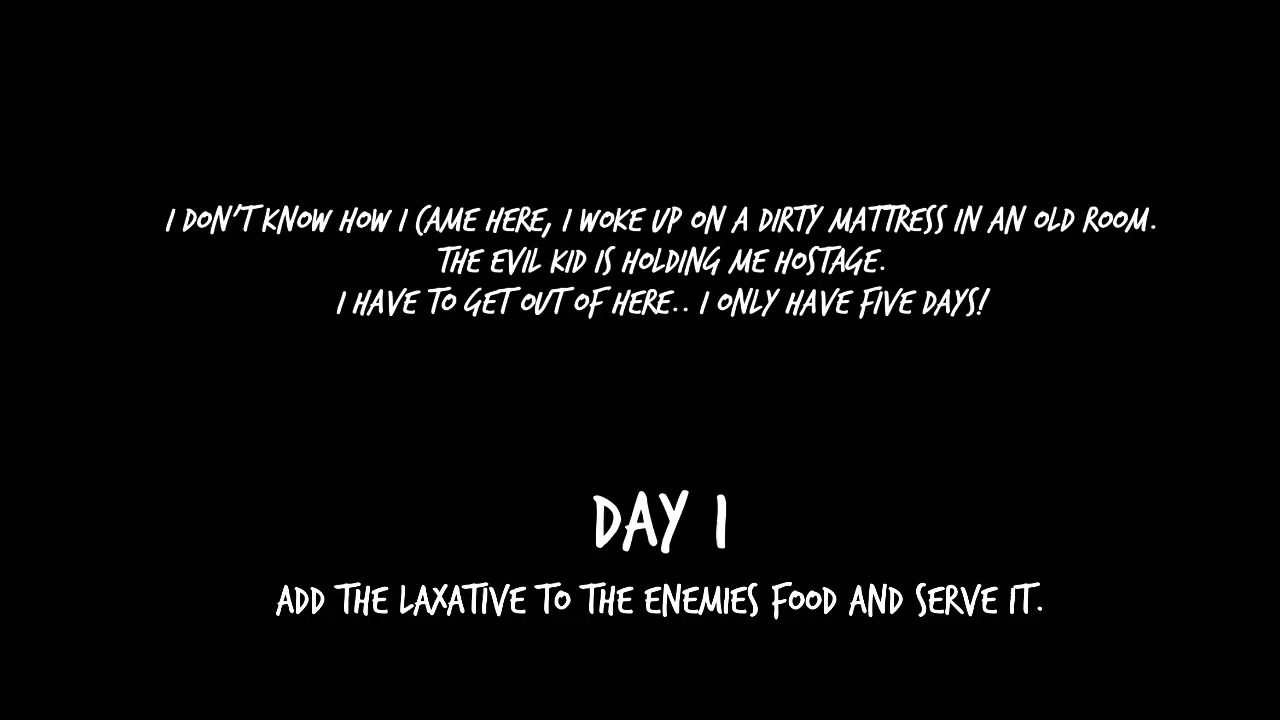 I DON'T KNOW HOW I CAME HERE, I WOKE UP ON A DIRTY MATTRESS IN AN OLD ROOM.
THE EVIL KID IS HOLDING ME HOSTAGE.
I HAVE TO GET OUT OF HERE.. I ONLY HAVE FIVE DAYS!
DAY 1
ADD THE LAXATIVE TO THE ENEMIES FOOD AND SERVE IT.